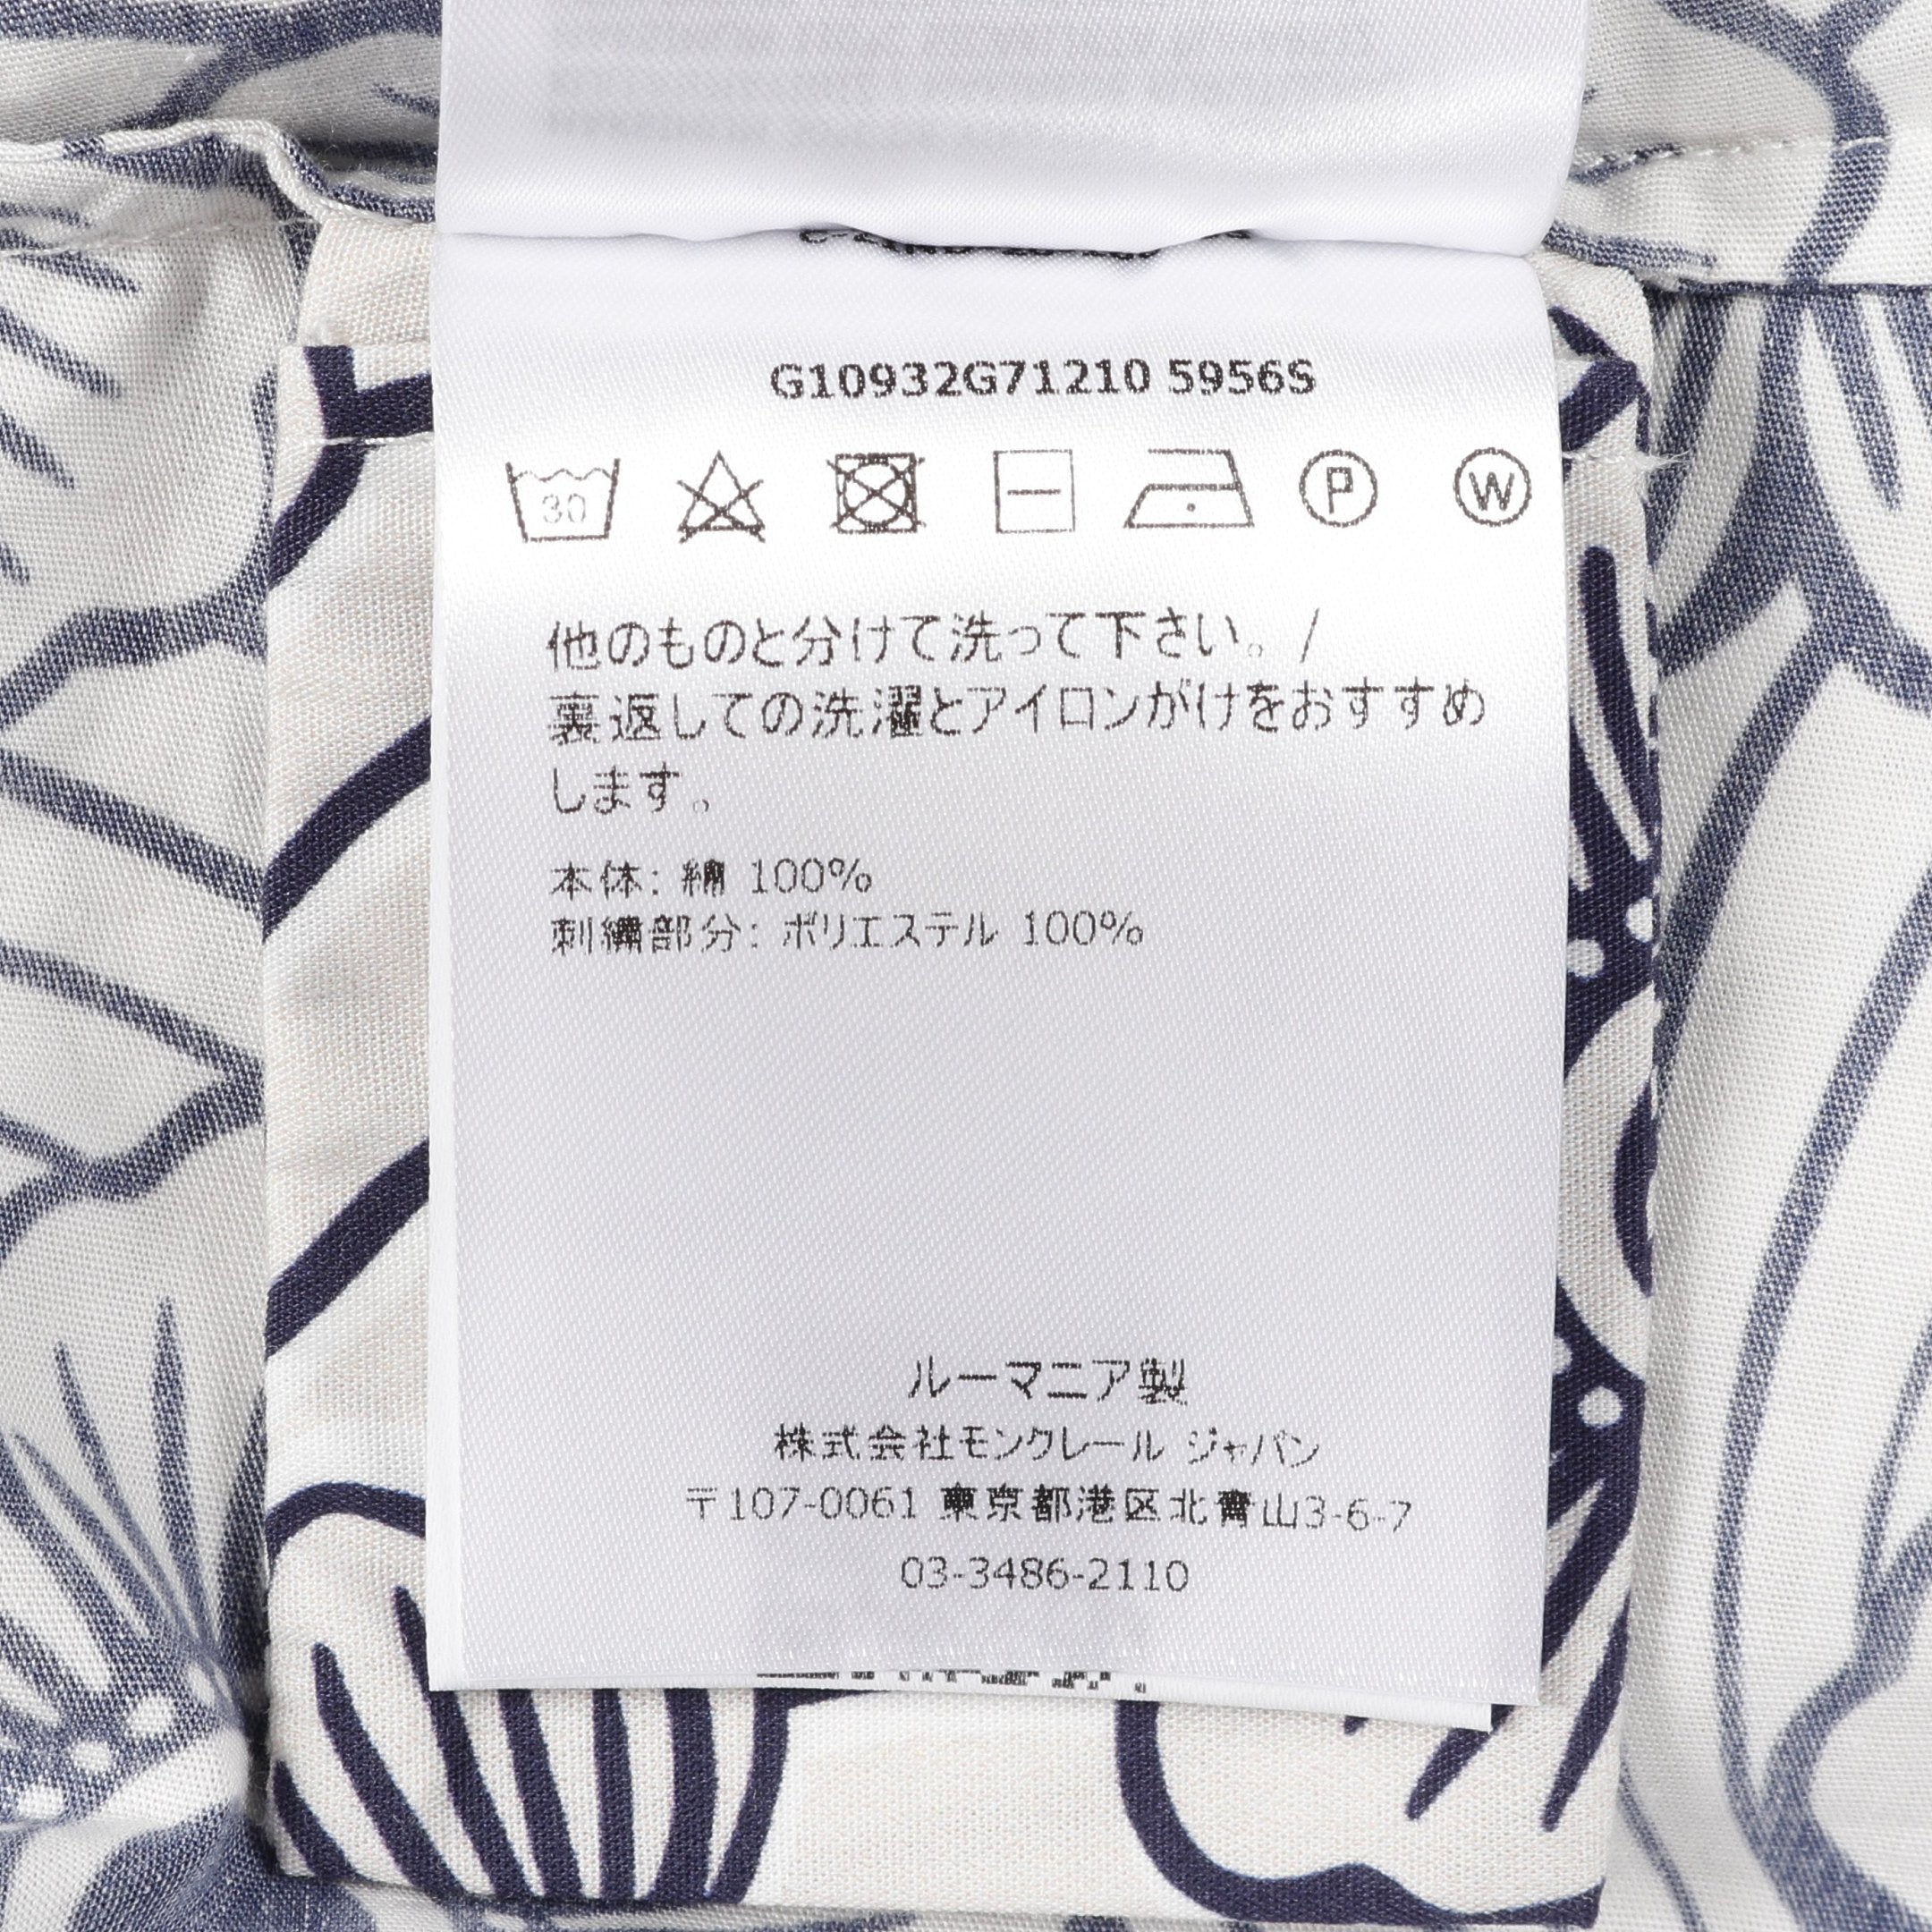 G10932G71210 5956S
30
P
W
他のものと分けて洗って下さい。/
裏返しての洗濯とアイロンがけをおすすめ
します。
本体: 綿 100%
刺繍部分: ポリエステル 100%
ルーマニア製
株式会社モンクレール ジャパン
〒107-0061 東京都港区北青山3-6-7
03-3486-2110